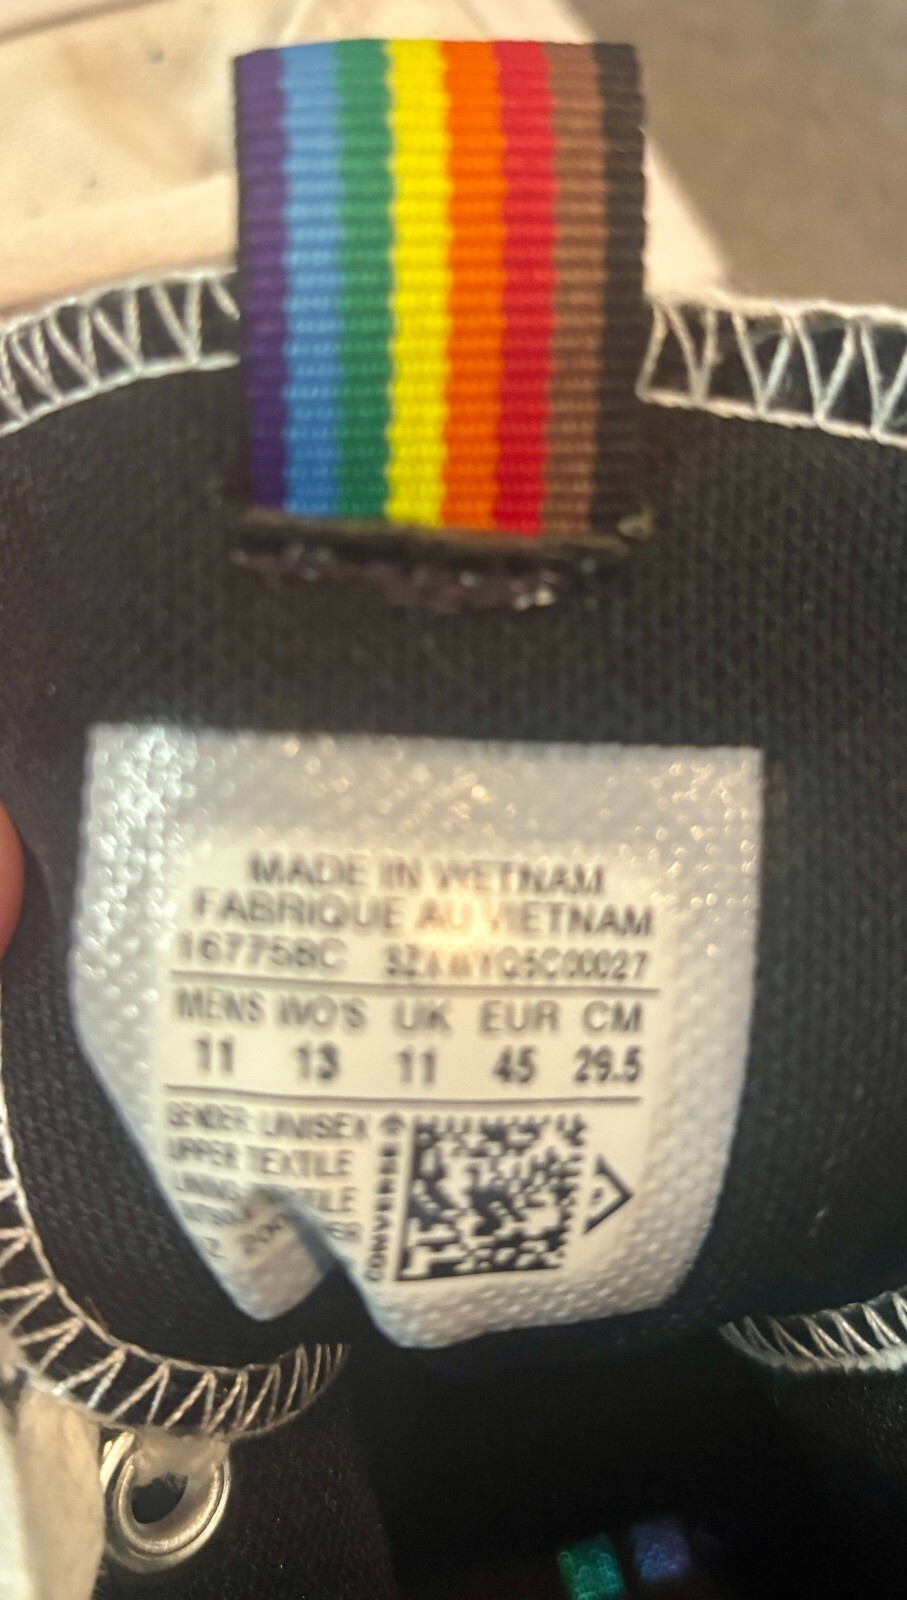 MADE IN VIETNAM
FABRIQUE AU VIETNAM
167758C
MENS WO'S UK EUR CM
11 13 11 45 29.5
GENDER: UNISEX
UPPER TEXTILE
CONVERSE